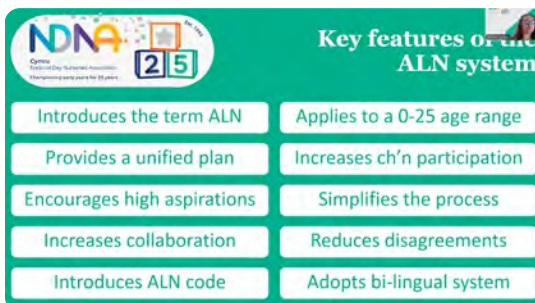 NDNA
Cymru
National Day Nurseries Association
Championing early years for 25 years
25
Key features of the
ALN system
Introduces the term ALN
Applies to a 0-25 age range
Provides a unified plan
Increases ch'n participation
Encourages high aspirations
Simplifies the process
Increases collaboration
Reduces disagreements
Introduces ALN code
Adopts bi-lingual system